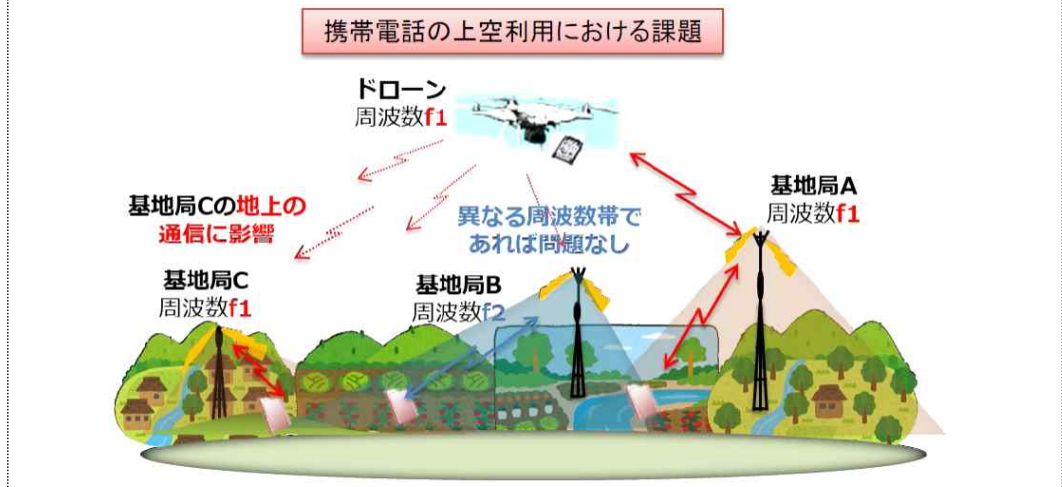 携帯電話の上空利用における課題
ドローン
周波数f1
基地局A
周波数f1
基地局Cの地上の
通信に影響
異なる周波数帯で
あれば問題なし
基地局C
周波数f1
基地局B
周波数f2